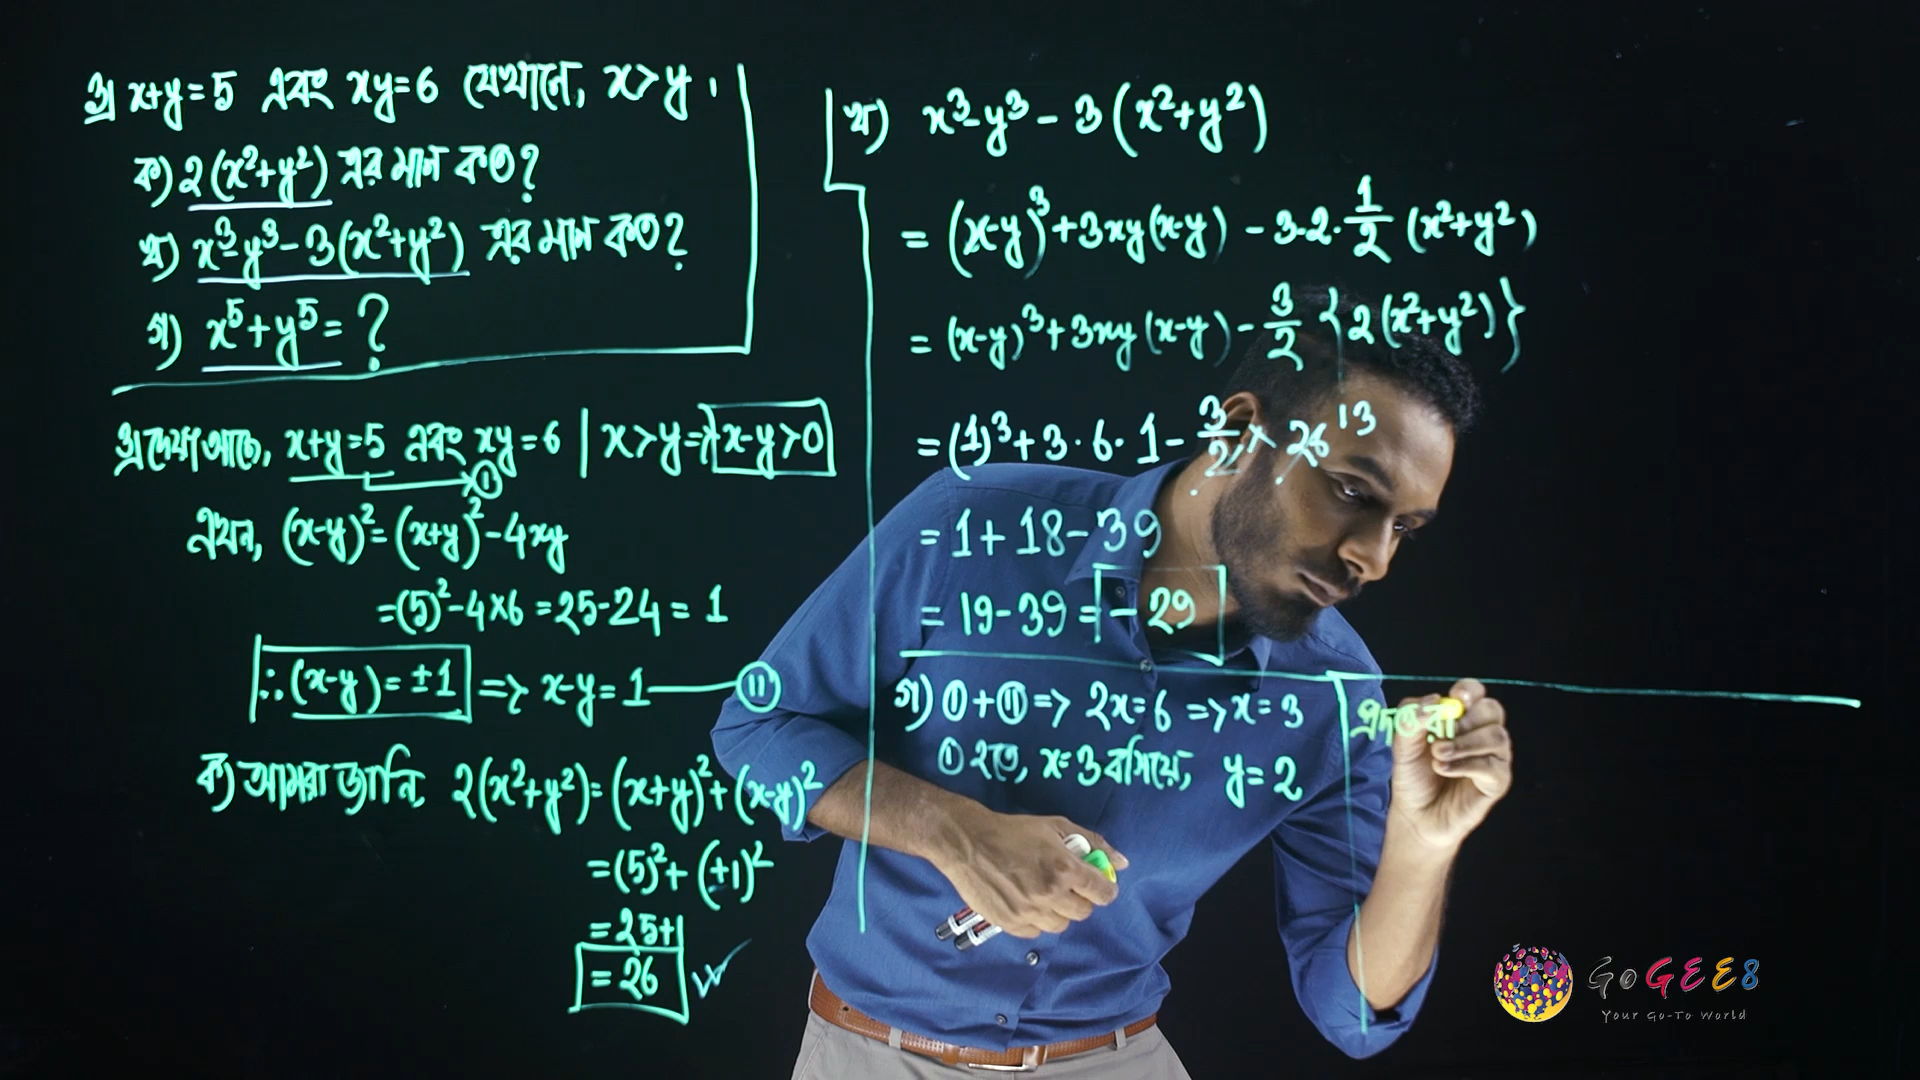 x+y=5 এবং xy=6 যেখানে, x>y।
ক) 2(x²+y²) এর মান কত?
খ) x³-y³-3(x²+y²) এর মান কত?
গ) x⁵+y⁵=?
দেয়া আছে, x+y=5 এবং xy=6 | x>y=> x-y>0
①
এখন, (x-y)²=(x+y)²-4xy
=(5)²-4×6=25-24=1
∴(x-y)=±1 => x-y=1 — ⑪
ক) আমরা জানি, 2(x²+y²)=(x+y)²+(x-y)²
=(5)²+(±1)²
=25+1
=26
খ) x³-y³-3(x²+y²)
=(x-y)³+3xy(x-y)-3·2·1/2(x²+y²)
=(x-y)³+3xy(x-y)-3/2{2(x²+y²)}
=(1)³+3·6·1-3/2×26 13
=1+18-39
=19-39=-29
গ) ①+⑪=> 2x=6 => x=3
① হতে, x=3 বসিয়ে, y=2
প্রদত্ত রা
GoGEE8
Your Go-To World